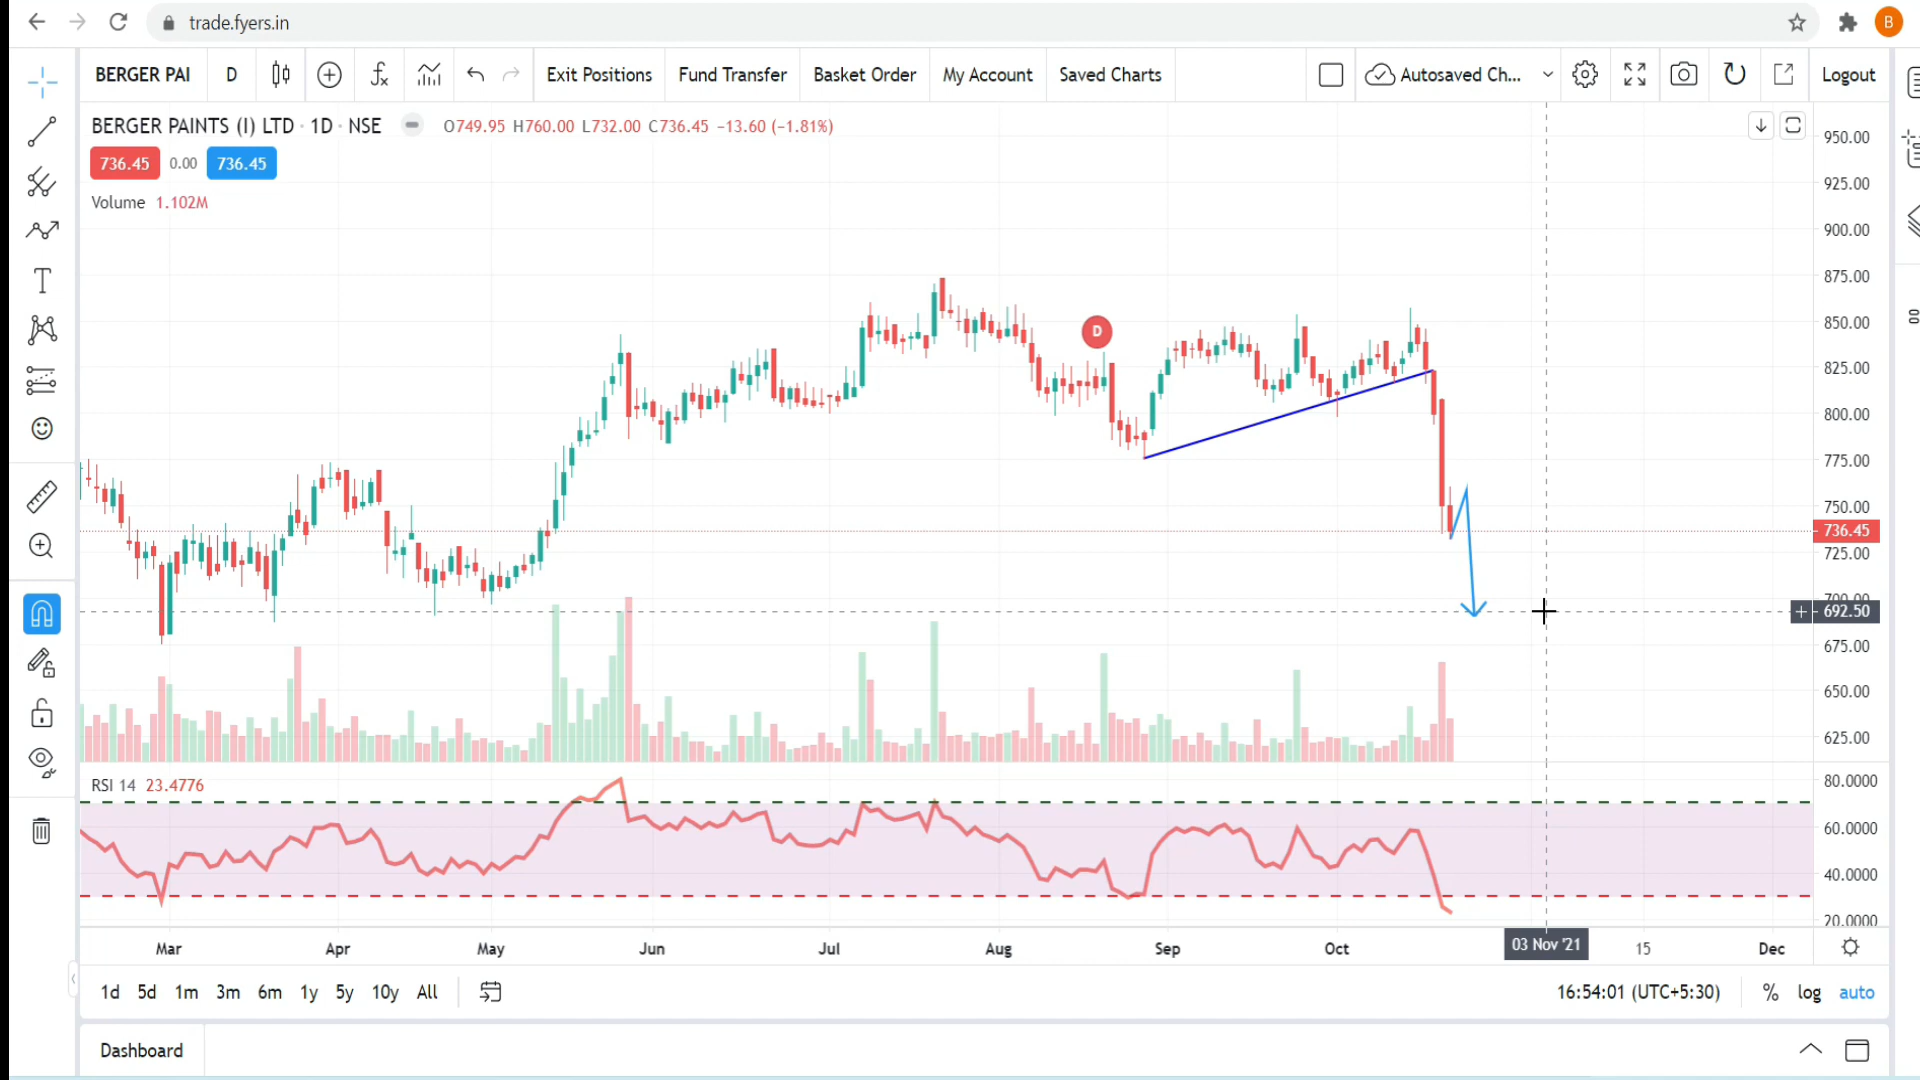 trade.fyers.in
B
BERGER PAI D Exit Positions Fund Transfer Basket Order My Account Saved Charts Autosaved Ch... Logout
BERGER PAINTS (I) LTD · 1D · NSE O749.95 H760.00 L732.00 C736.45 −13.60 (−1.81%)
736.45 0.00 736.45
Volume 1.102M
D
950.00
925.00
900.00
875.00
850.00
825.00
800.00
775.00
750.00
736.45
725.00
700.00
692.50
675.00
650.00
625.00
RSI 14 23.4776
80.0000
60.0000
40.0000
20.0000
Mar Apr May Jun Jul Aug Sep Oct 03 Nov '21 15 Dec
1d 5d 1m 3m 6m 1y 5y 10y All 16:54:01 (UTC+5:30) % log auto
Dashboard